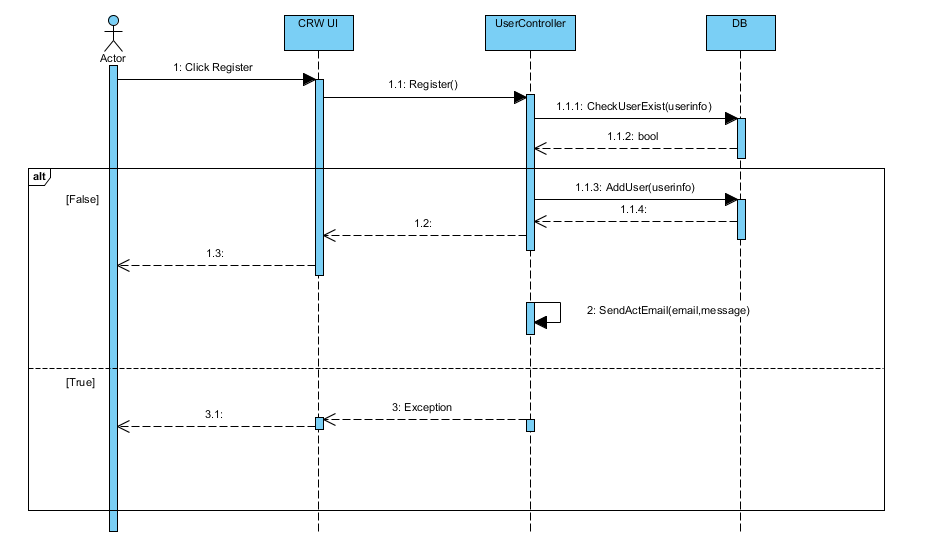 CRW UI
UserController
DB
Actor
1: Click Register
1.1: Register()
1.1.1: CheckUserExist(userinfo)
1.1.2: bool
alt
[False]
1.1.3: AddUser(userinfo)
1.1.4:
1.2:
1.3:
2: SendActEmail(email,message)
[True]
3: Exception
3.1: